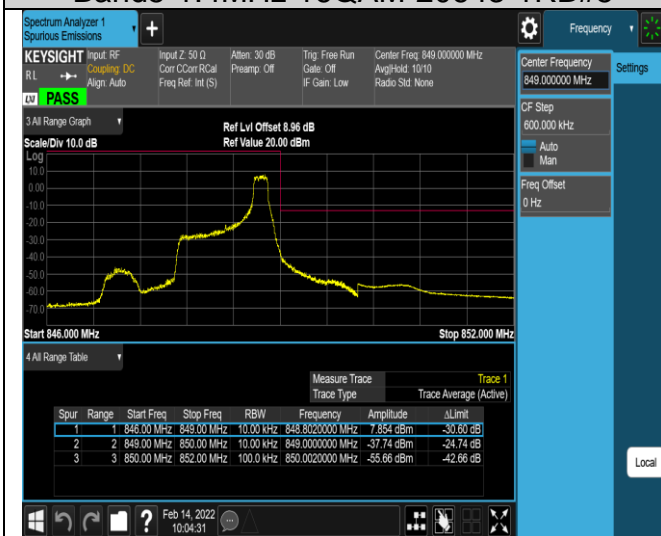 Spectrum Analyzer 1
Spurious Emissions
Frequency
KEYSIGHT
R L
LXI
PASS
Input: RF
Coupling: DC
Align: Auto
Input Z: 50 Ω
Corr CCorr RCal
Freq Ref: Int (S)
Atten: 30 dB
Preamp: Off
Trig: Free Run
Gate: Off
IF Gain: Low
Center Freq: 849.000000 MHz
Avg|Hold: 10/10
Radio Std: None
Center Frequency
849.000000 MHz
Settings
CF Step
600.000 kHz
Auto
Man
Freq Offset
0 Hz
3 All Range Graph
Scale/Div 10.0 dB
Ref Lvl Offset 8.96 dB
Ref Value 20.00 dBm
Log
10.0
0.00
-10.0
-20.0
-30.0
-40.0
-50.0
-60.0
-70.0
Start 846.000 MHz
Stop 852.000 MHz
4 All Range Table
Measure Trace Trace 1
Trace Type Trace Average (Active)
Spur Range Start Freq Stop Freq RBW Frequency Amplitude ΔLimit
1 1 846.00 MHz 849.00 MHz 10.00 kHz 848.8020000 MHz 7.854 dBm -30.60 dB
2 2 849.00 MHz 850.00 MHz 10.00 kHz 849.0000000 MHz -37.74 dBm -24.74 dB
3 3 850.00 MHz 852.00 MHz 100.0 kHz 850.0020000 MHz -55.66 dBm -42.66 dB
Local
?
Feb 14, 2022
10:04:31